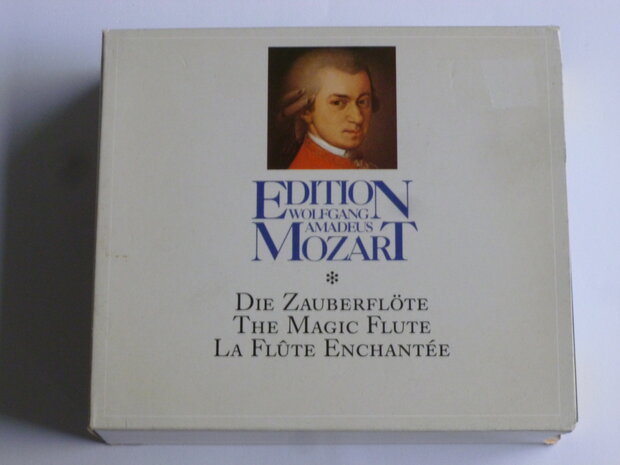 EDITION
WOLFGANG
AMADEUS
MOZART
*
DIE ZAUBERFLÖTE
THE MAGIC FLUTE
LA FLÛTE ENCHANTÉE